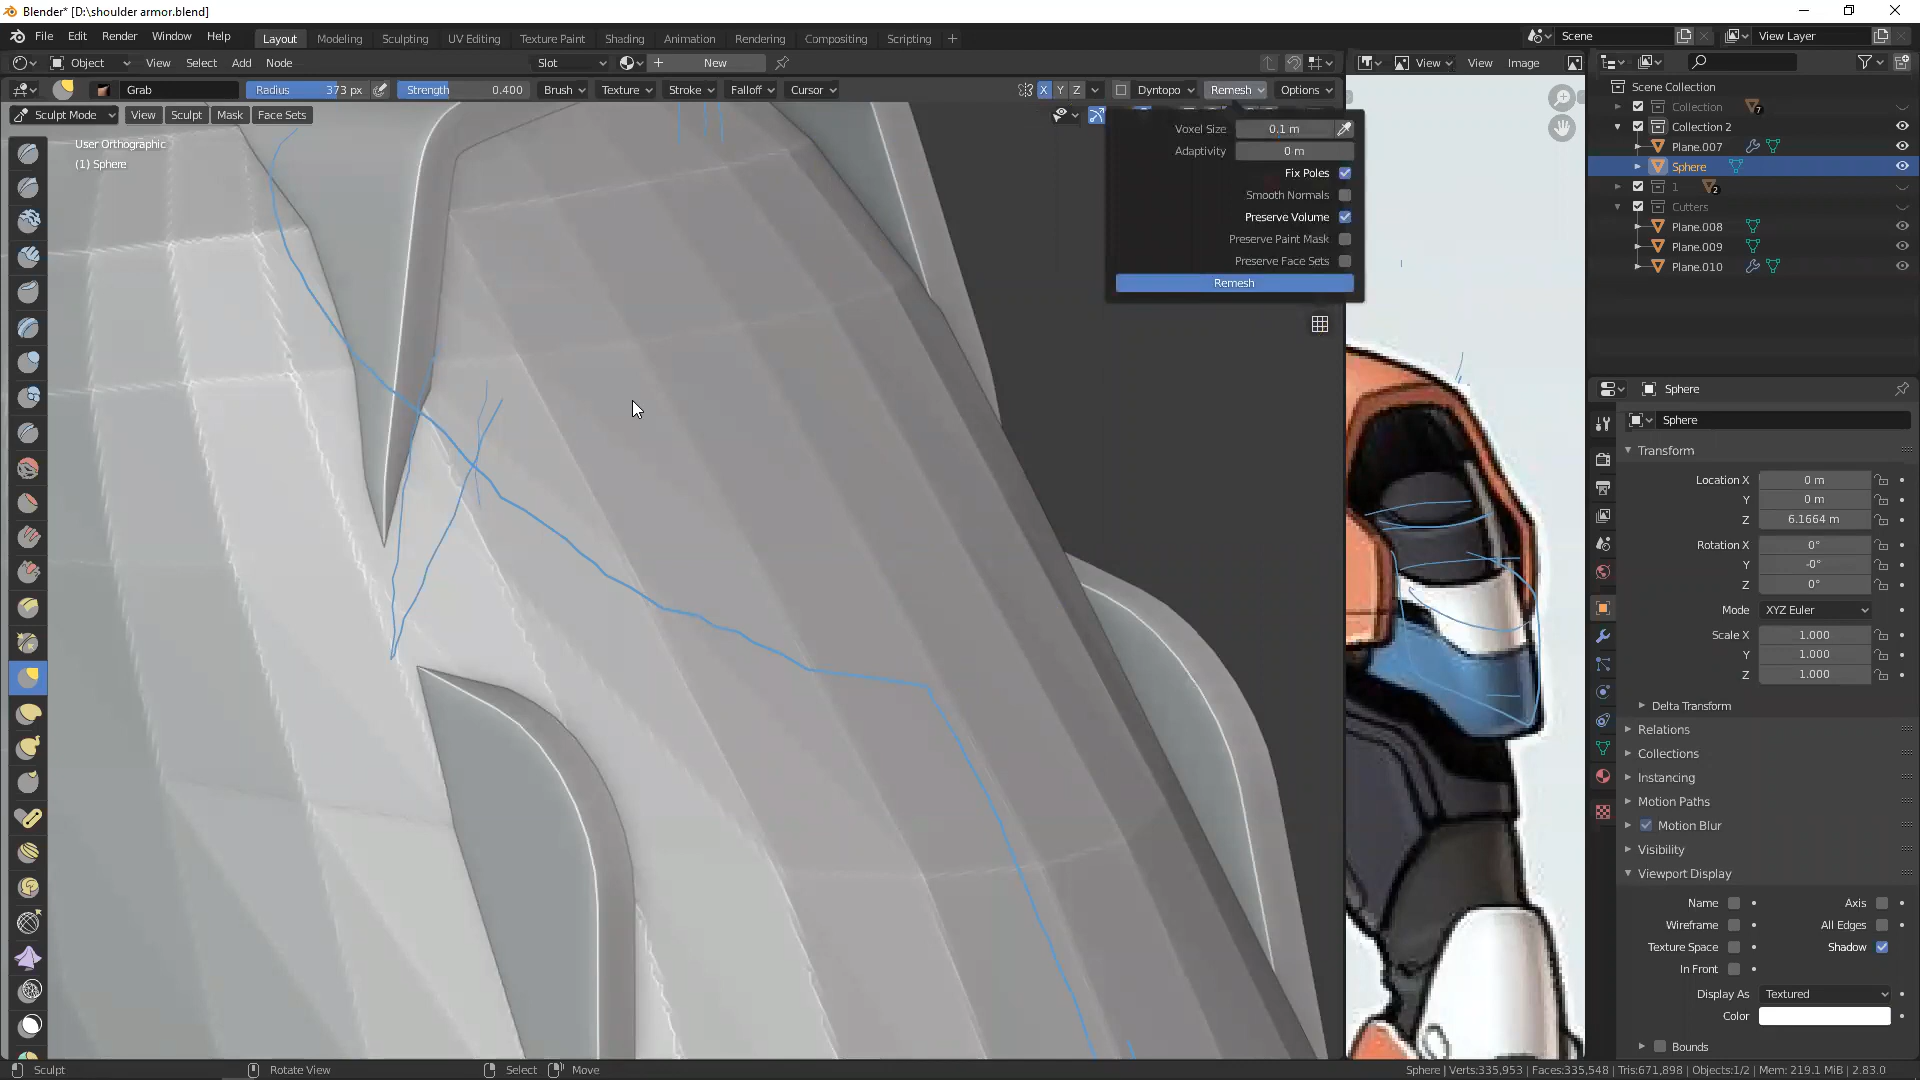 Blender* [D:\shoulder armor.blend]
File Edit Render Window Help
Layout Modeling Sculpting UV Editing Texture Paint Shading Animation Rendering Compositing Scripting +
Scene
View Layer
Object View Select Add Node
Slot
+ New
View View Image
Grab
Radius 373 px
Strength 0.400
Brush Texture Stroke Falloff Cursor
X Y Z
Dyntopo Remesh Options
Sculpt Mode View Sculpt Mask Face Sets
User Orthographic
(1) Sphere
Voxel Size 0.1 m
Adaptivity 0 m
Fix Poles
Smooth Normals
Preserve Volume
Preserve Paint Mask
Preserve Face Sets
Remesh
Scene Collection
Collection 7
Collection 2
Plane.007
Sphere
1 2
Cutters
Plane.008
Plane.009
Plane.010
Sphere
Sphere
Transform
Location X 0 m
Y 0 m
Z 6.1664 m
Rotation X 0°
Y -0°
Z 0°
Mode XYZ Euler
Scale X 1.000
Y 1.000
Z 1.000
Delta Transform
Relations
Collections
Instancing
Motion Paths
Motion Blur
Visibility
Viewport Display
Name Axis
Wireframe All Edges
Texture Space Shadow
In Front
Display As Textured
Color
Bounds
Sculpt Rotate View Select Move
Sphere | Verts:335,953 | Faces:335,548 | Tris:671,898 | Objects:1/2 | Mem: 219.1 MiB | 2.83.0